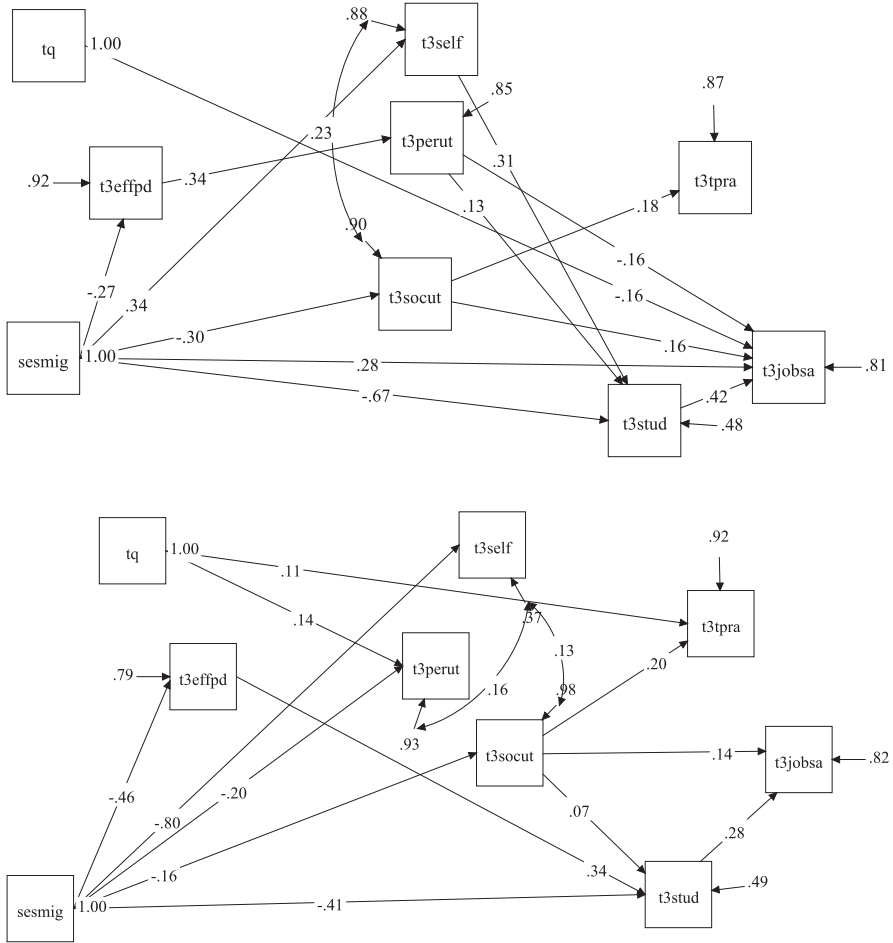 .88
t3self
tq
1.00
.87
.85
.23
t3perut
.31
t3tpra
.92
t3effpd
.34
.13
.18
.90
-.16
-.27
.34
t3socut
-.16
-.30
.16
sesmig
1.00
.28
t3jobsa
.81
-.67
.42
t3stud
.48
.92
t3self
tq
1.00
.11
.37
.14
t3tpra
.13
.20
t3perut
.79
t3effpd
.16
.98
.93
t3socut
.14
t3jobsa
.82
-.46
-.20
-.80
.07
.28
-.16
.34
.49
t3stud
sesmig
1.00
-.41